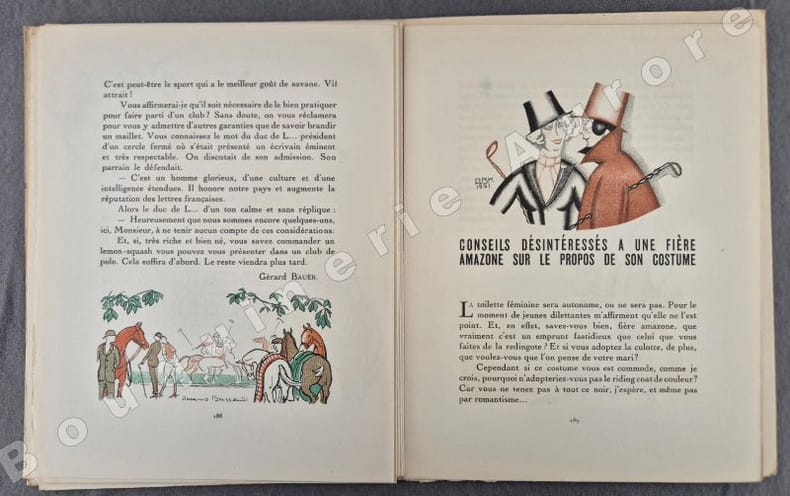 C'est peut-être le sport qui a le meilleur goût de savane. Vil
attrait !
Vous affirmerai-je qu'il soit nécessaire de le bien pratiquer
pour faire parti d'un club ? Sans doute, on vous réclamera
pour vous y admettre d'autres garanties que de savoir brandir
un maillet. Vous connaissez le mot du duc de L... président
d'un cercle fermé où s'était présenté un écrivain éminent
et très respectable. On discutait de son admission. Son
parrain le défendait.
— C'est un homme glorieux, d'une culture et d'une
intelligence étendues. Il honore notre pays et augmente la
réputation des lettres françaises.
Alors le duc de L... d'un ton calme et sans réplique :
— Heureusement que nous sommes encore quelques-uns,
ici, Monsieur, à ne tenir aucun compte de ces considérations.
Et, si, très riche et bien né, vous savez commander un
lemon-squash vous pouvez vous présenter dans un club de
polo. Cela suffira d'abord. Le reste viendra plus tard.
Gérard BAUËR.
188
CONSEILS DÉSINTÉRESSÉS A UNE FIÈRE
AMAZONE SUR LE PROPOS DE SON COSTUME
LA toilette féminine sera autonome, ou ne sera pas. Pour le
moment de jeunes dilettantes m'affirment qu'elle ne l'est
point. Et, en effet, savez-vous bien, fière amazone, que
vraiment c'est un emprunt fastidieux que celui que vous
faites de la redingote ? Et si vous adoptez la culotte, de plus,
que voulez-vous que l'on pense de votre mari ?
Cependant si ce costume vous est commode, comme je
crois, pourquoi n'adopteriez-vous pas le riding coat de couleur ?
Car vous ne tenez pas à tout ce noir, j'espère, et même pas
par romantisme...
189
Bouquinerie Aurore